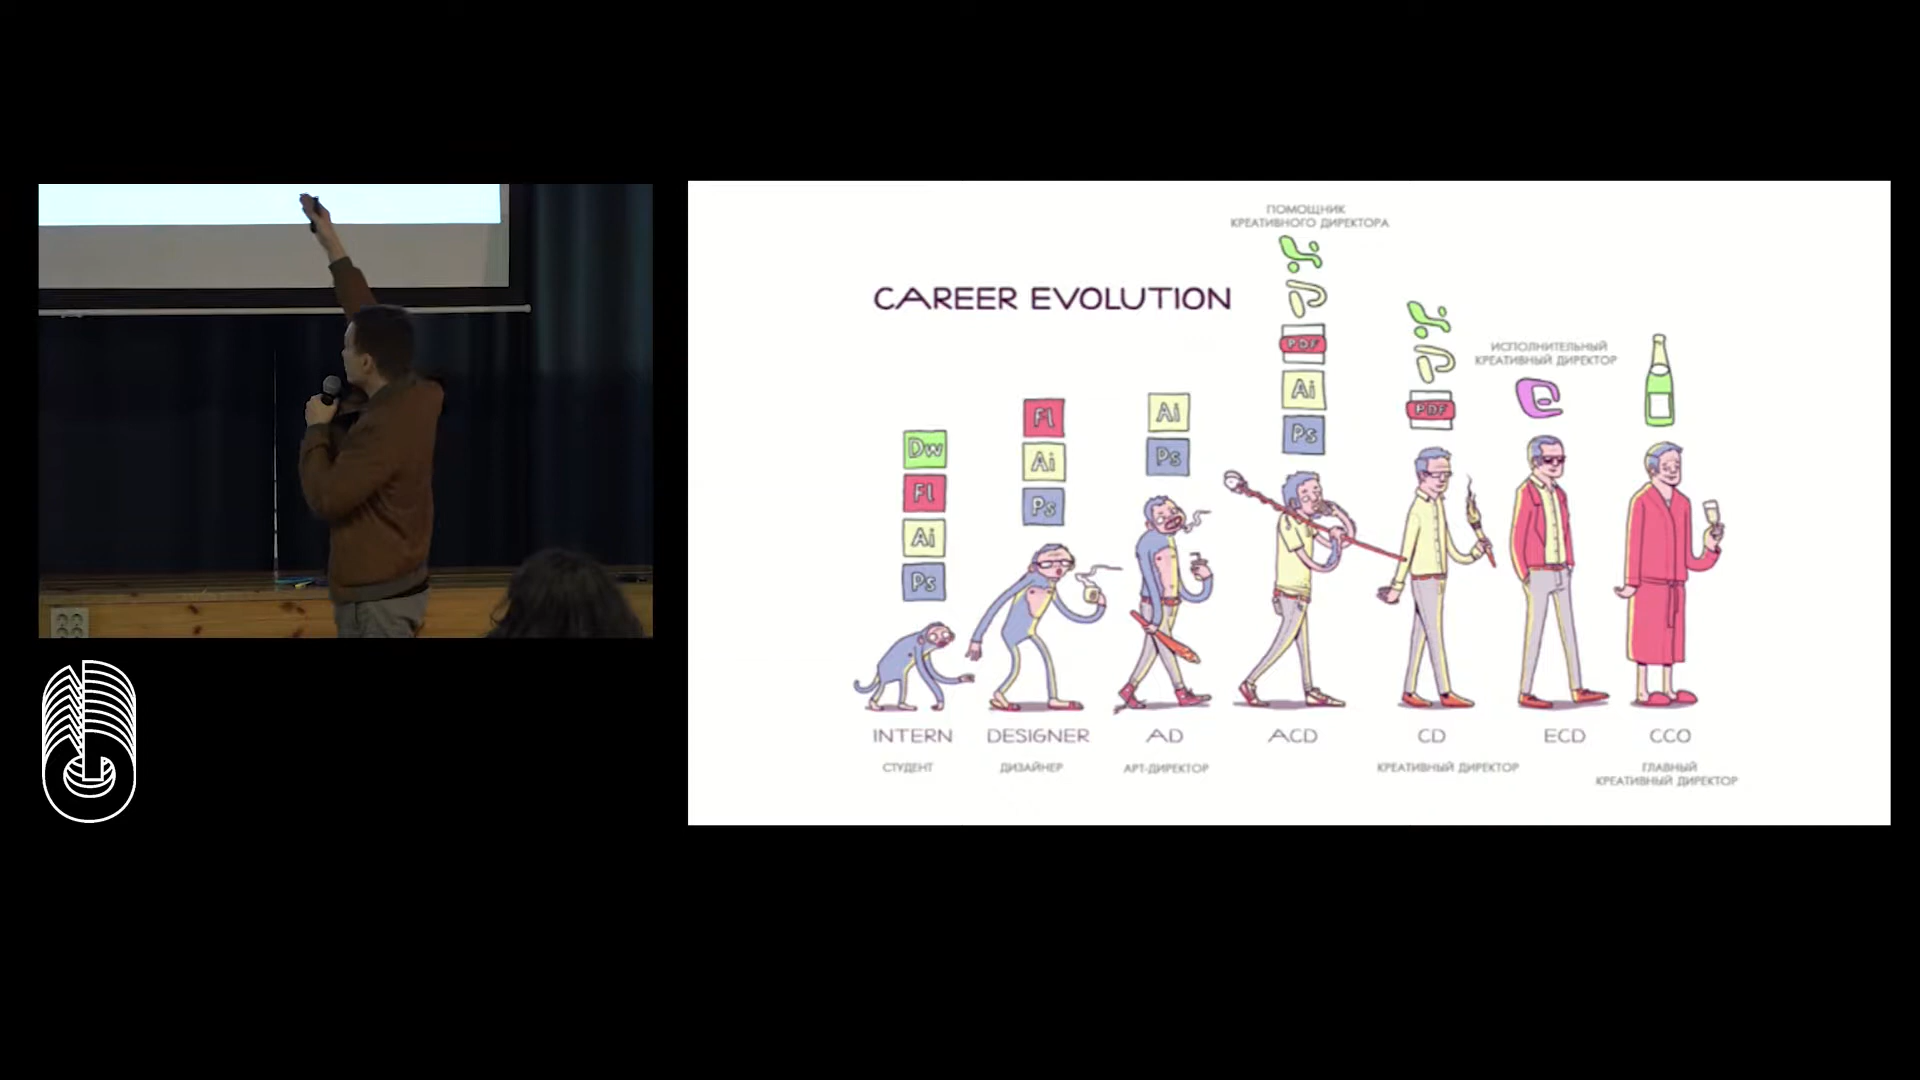 ПОМОЩНИК
КРЕАТИВНОГО ДИРЕКТОРА
CAREER EVOLUTION
PDF
Ai
Ps
PDF
ИСПОЛНИТЕЛЬНЫЙ
КРЕАТИВНЫЙ ДИРЕКТОР
Dw
Fl
Ai
Ps
Fl
Ai
Ps
Ai
Ps
INTERN
DESIGNER
AD
ACD
CD
ECD
CCO
СТУДЕНТ
ДИЗАЙНЕР
АРТ-ДИРЕКТОР
КРЕАТИВНЫЙ ДИРЕКТОР
ГЛАВНЫЙ
КРЕАТИВНЫЙ ДИРЕКТОР